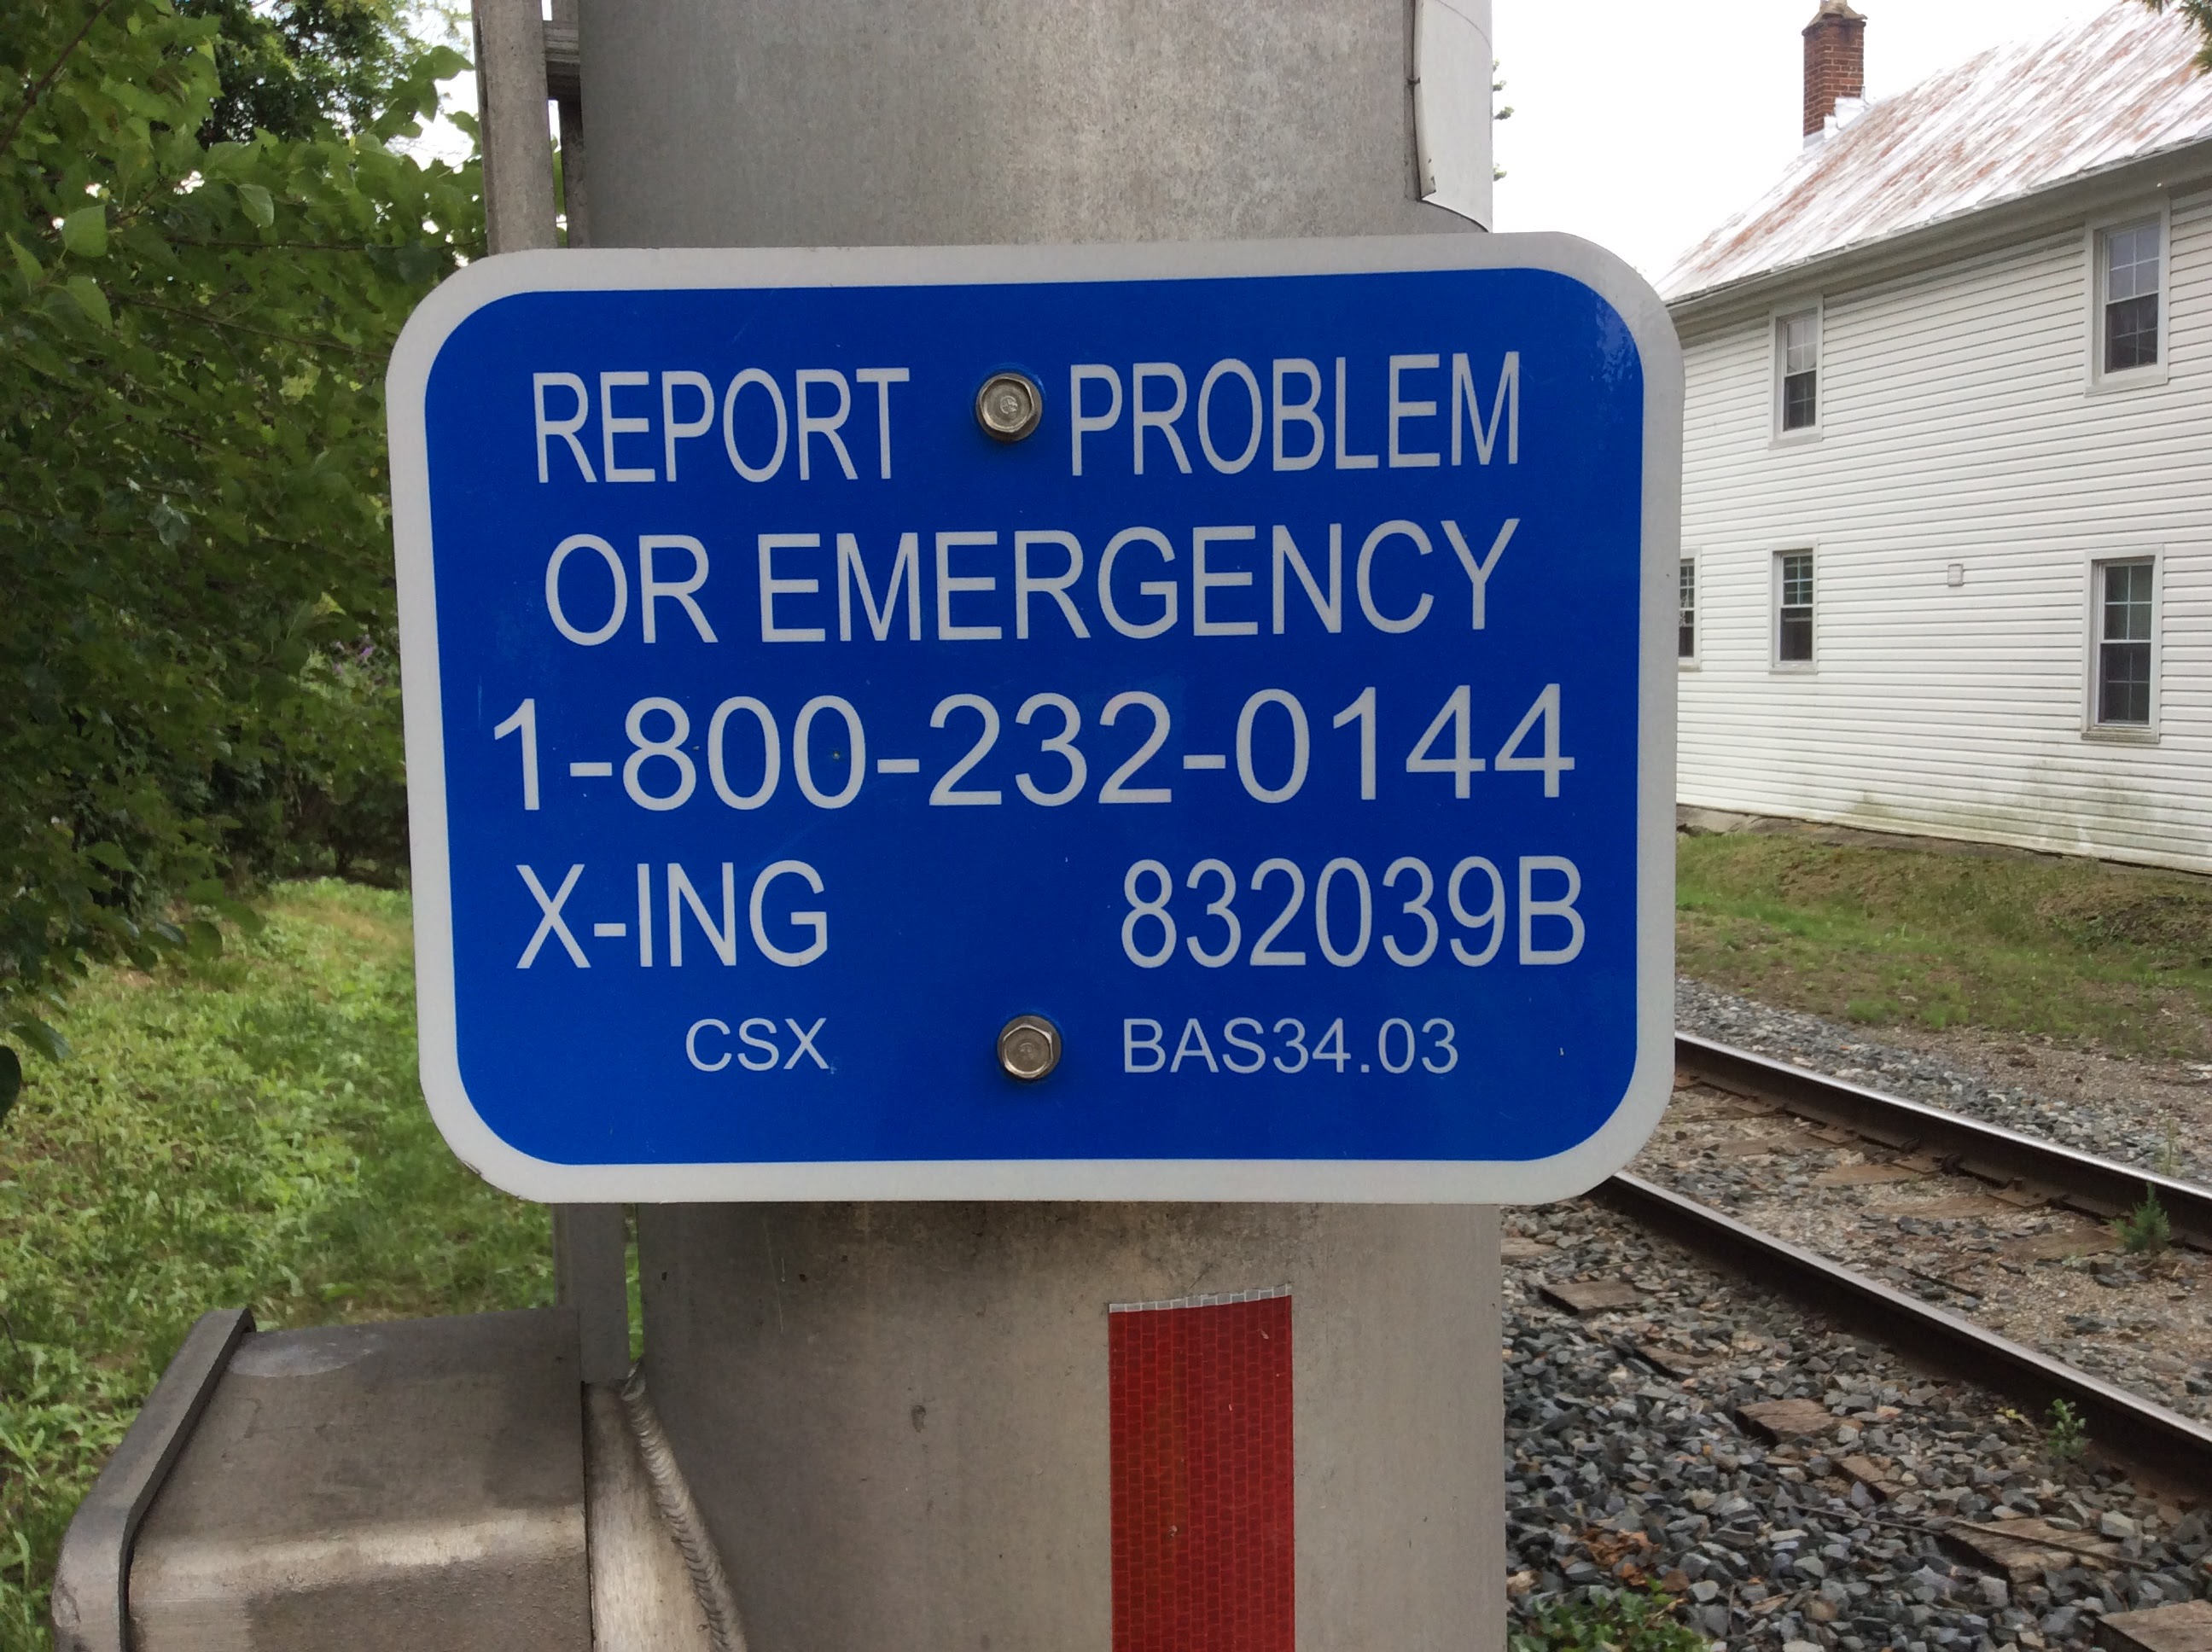 REPORT PROBLEM
OR EMERGENCY
1-800-232-0144
X-ING 832039B
CSX BAS34.03